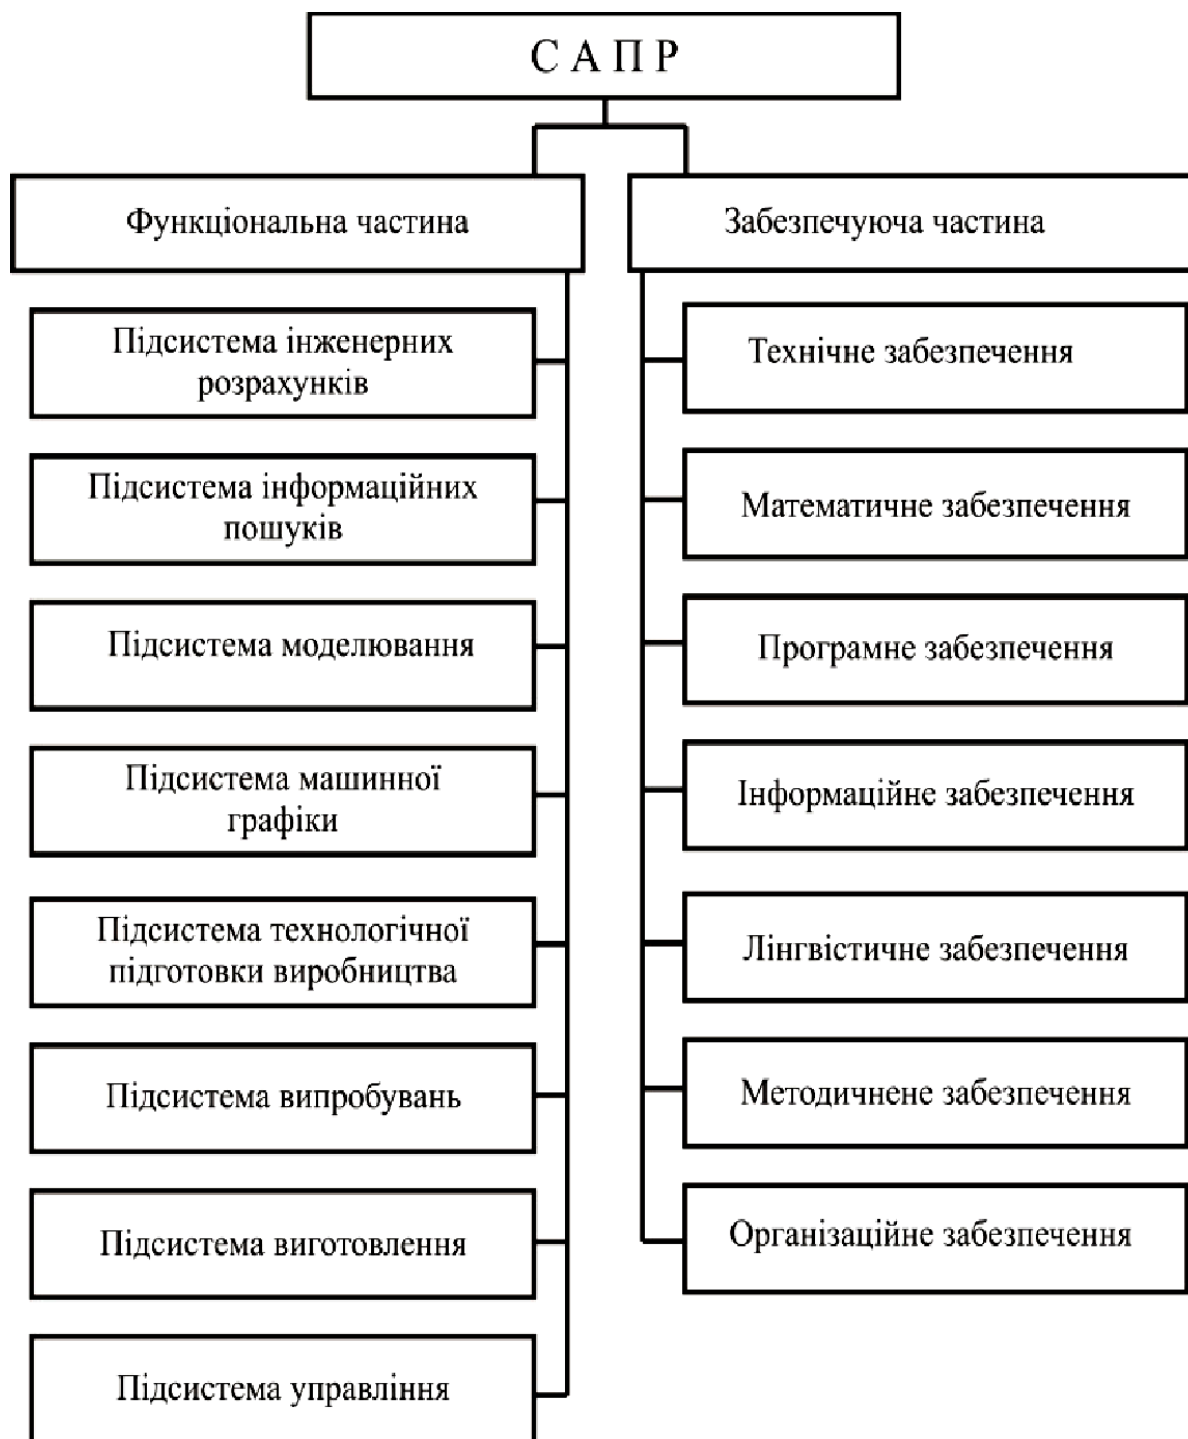 С А П Р
Функціональна частина
Підсистема інженерних
розрахунків
Підсистема інформаційних
пошуків
Підсистема моделювання
Підсистема машинної
графіки
Підсистема технологічної
підготовки виробництва
Підсистема випробувань
Підсистема виготовлення
Підсистема управління
Забезпечуюча частина
Технічне забезпечення
Математичне забезпечення
Програмне забезпечення
Інформаційне забезпечення
Лінгвістичне забезпечення
Методичнене забезпечення
Організаційне забезпечення